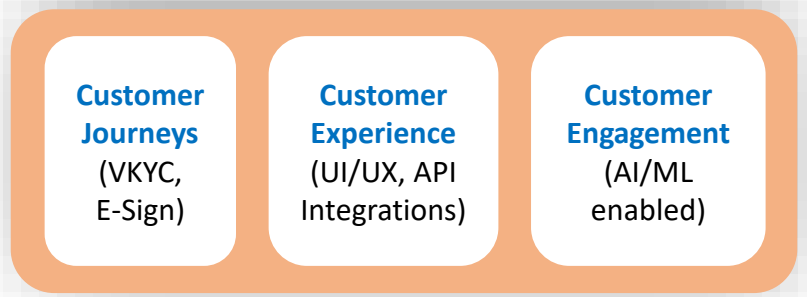 Customer
Journeys
(VKYC,
E-Sign)
Customer
Experience
(UI/UX, API
Integrations)
Customer
Engagement
(AI/ML
enabled)